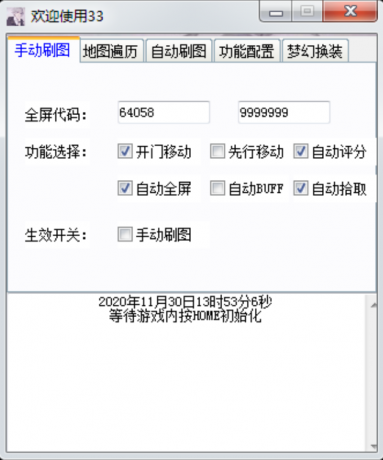 欢迎使用33
手动刷图 地图遍历 自动刷图 功能配置 梦幻换装
全屏代码: 64058 9999999
功能选择: 开门移动 先行移动 自动评分
自动全屏 自动BUFF 自动拾取
生效开关: 手动刷图
2020年11月30日13时53分6秒
等待游戏内按HOME初始化